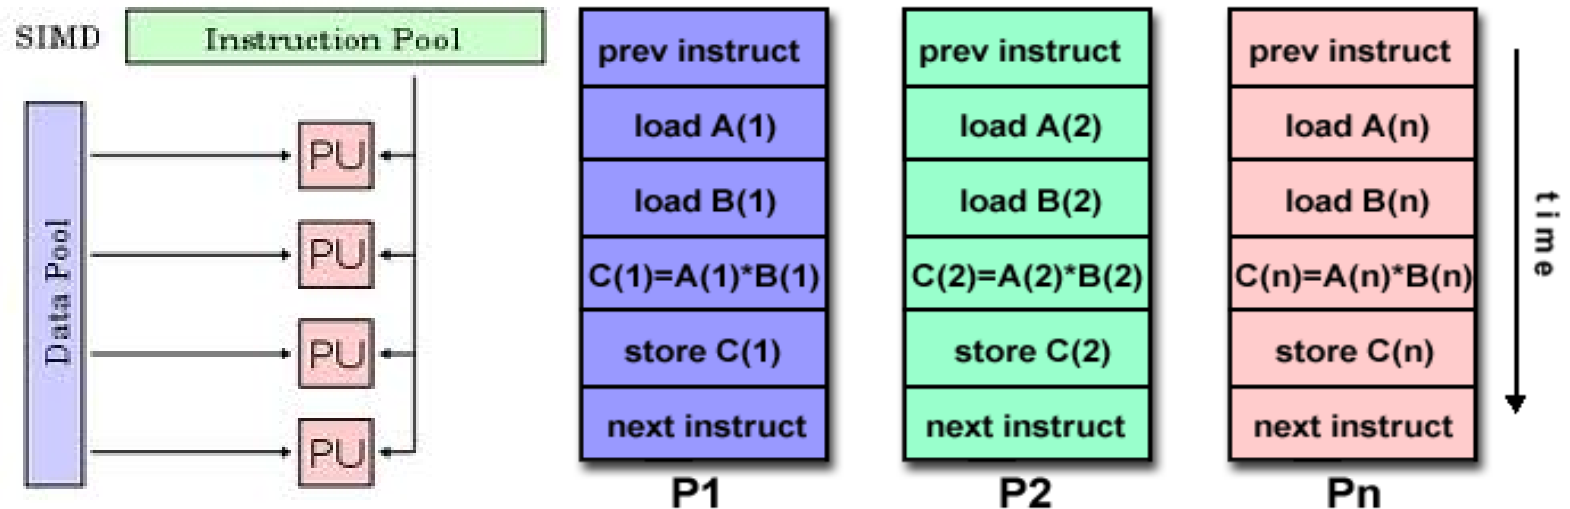 SIMD
Instruction Pool
Data Pool
PU
PU
PU
PU
prev instruct
load A(1)
load B(1)
C(1)=A(1)*B(1)
store C(1)
next instruct
P1
prev instruct
load A(2)
load B(2)
C(2)=A(2)*B(2)
store C(2)
next instruct
P2
prev instruct
load A(n)
load B(n)
C(n)=A(n)*B(n)
store C(n)
next instruct
Pn
time